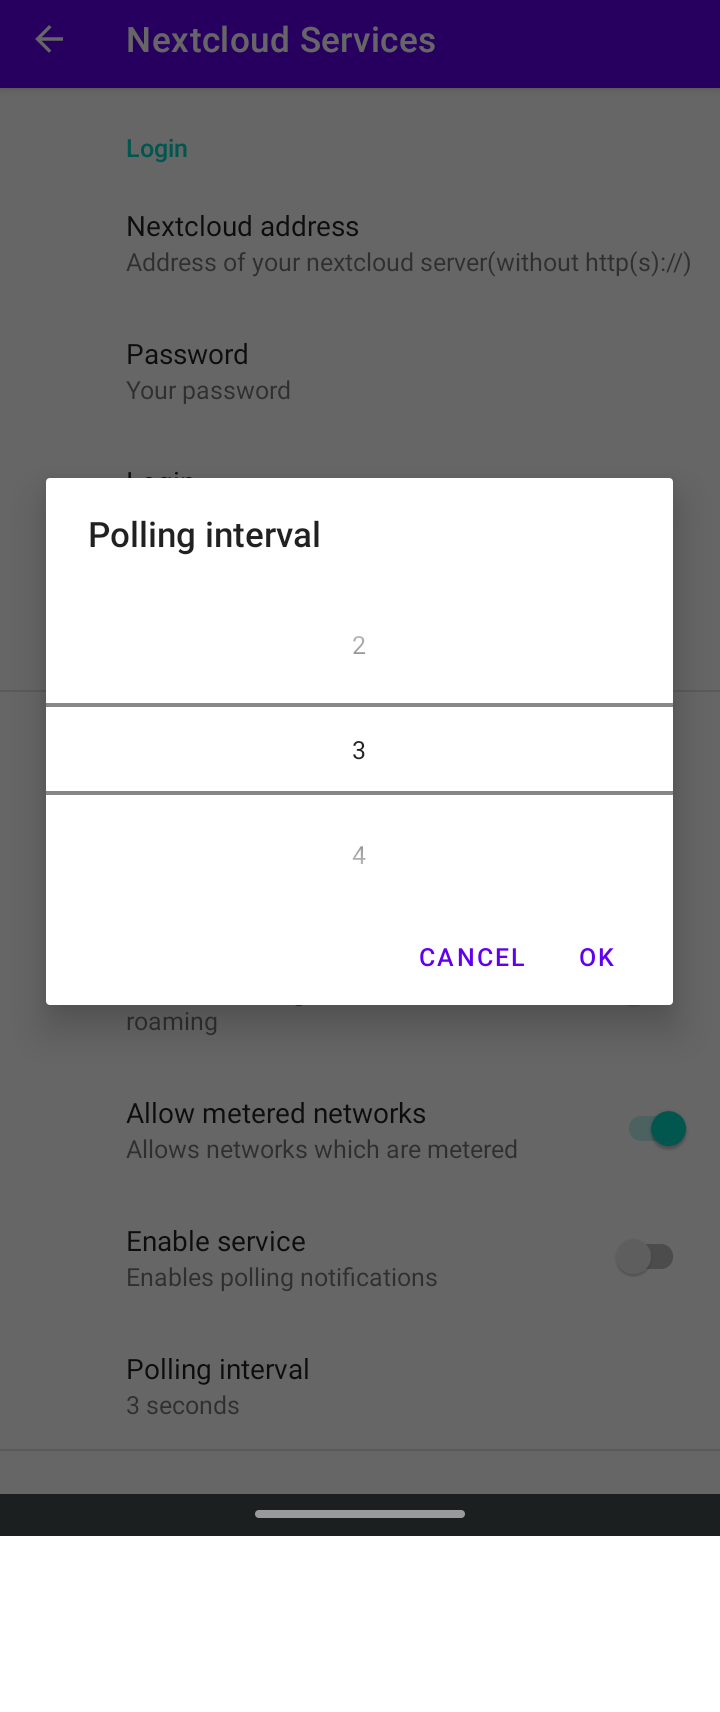 Nextcloud Services
Login
Nextcloud address
Address of your nextcloud server(without http(s)://)
Password
Your password
Polling interval
2
3
4
CANCEL
OK
roaming
Allow metered networks
Allows networks which are metered
Enable service
Enables polling notifications
Polling interval
3 seconds